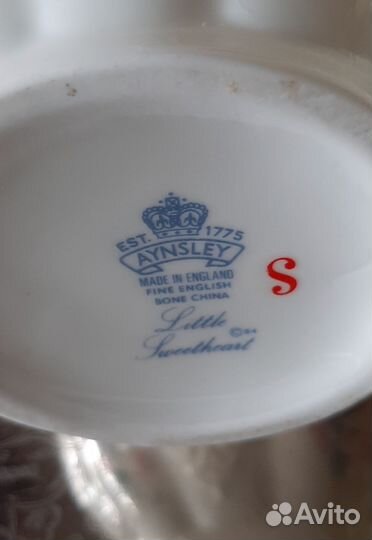 EST. 1775
AYNSLEY
MADE IN ENGLAND
FINE ENGLISH
BONE CHINA
Little
Sweetheart ©
S
Avito